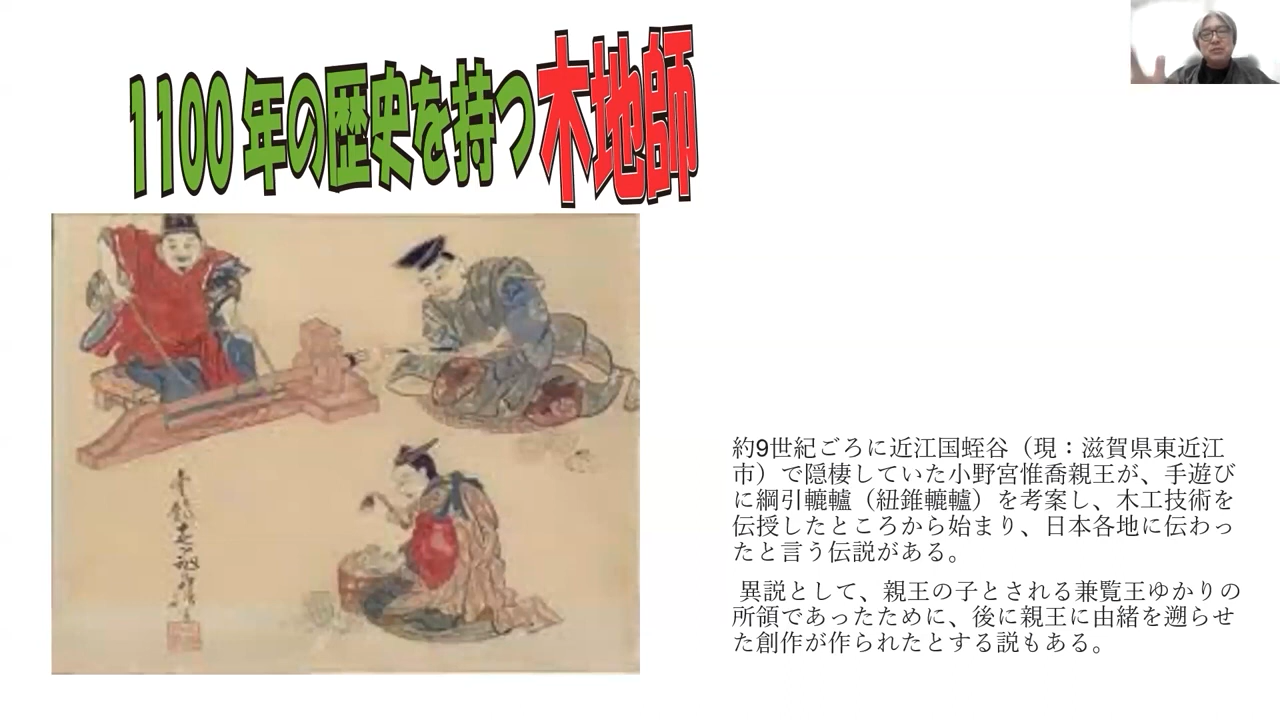 1100年の歴史を持つ木地師
約9世紀ごろに近江国蛭谷（現：滋賀県東近江
市）で隠棲していた小野宮惟喬親王が、手遊び
に綱引轆轤（紐錐轆轤）を考案し、木工技術を
伝授したところから始まり、日本各地に伝わっ
たと言う伝説がある。
異説として、親王の子とされる兼覧王ゆかりの
所領であったために、後に親王に由緒を遡らせ
た創作が作られたとする説もある。